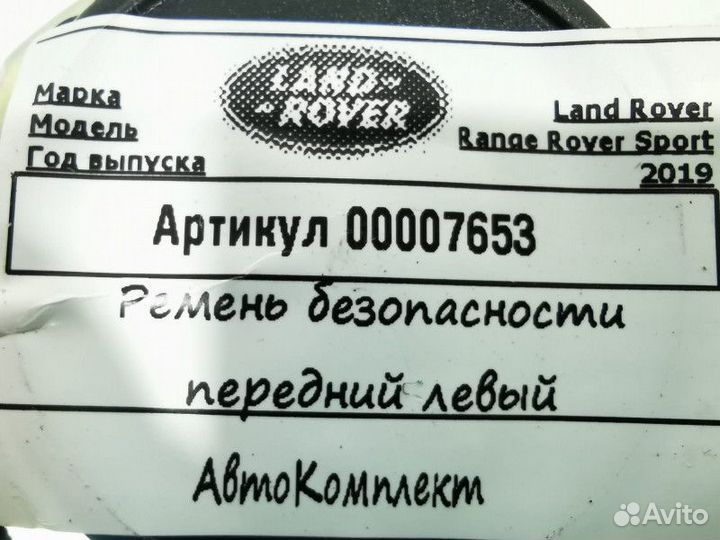 LAND
ROVER
Марка Land Rover
Модель Range Rover Sport
Год выпуска 2019
Артикул 00007653
Ремень безопасности
передний левый
АвтоКомплект
Avito